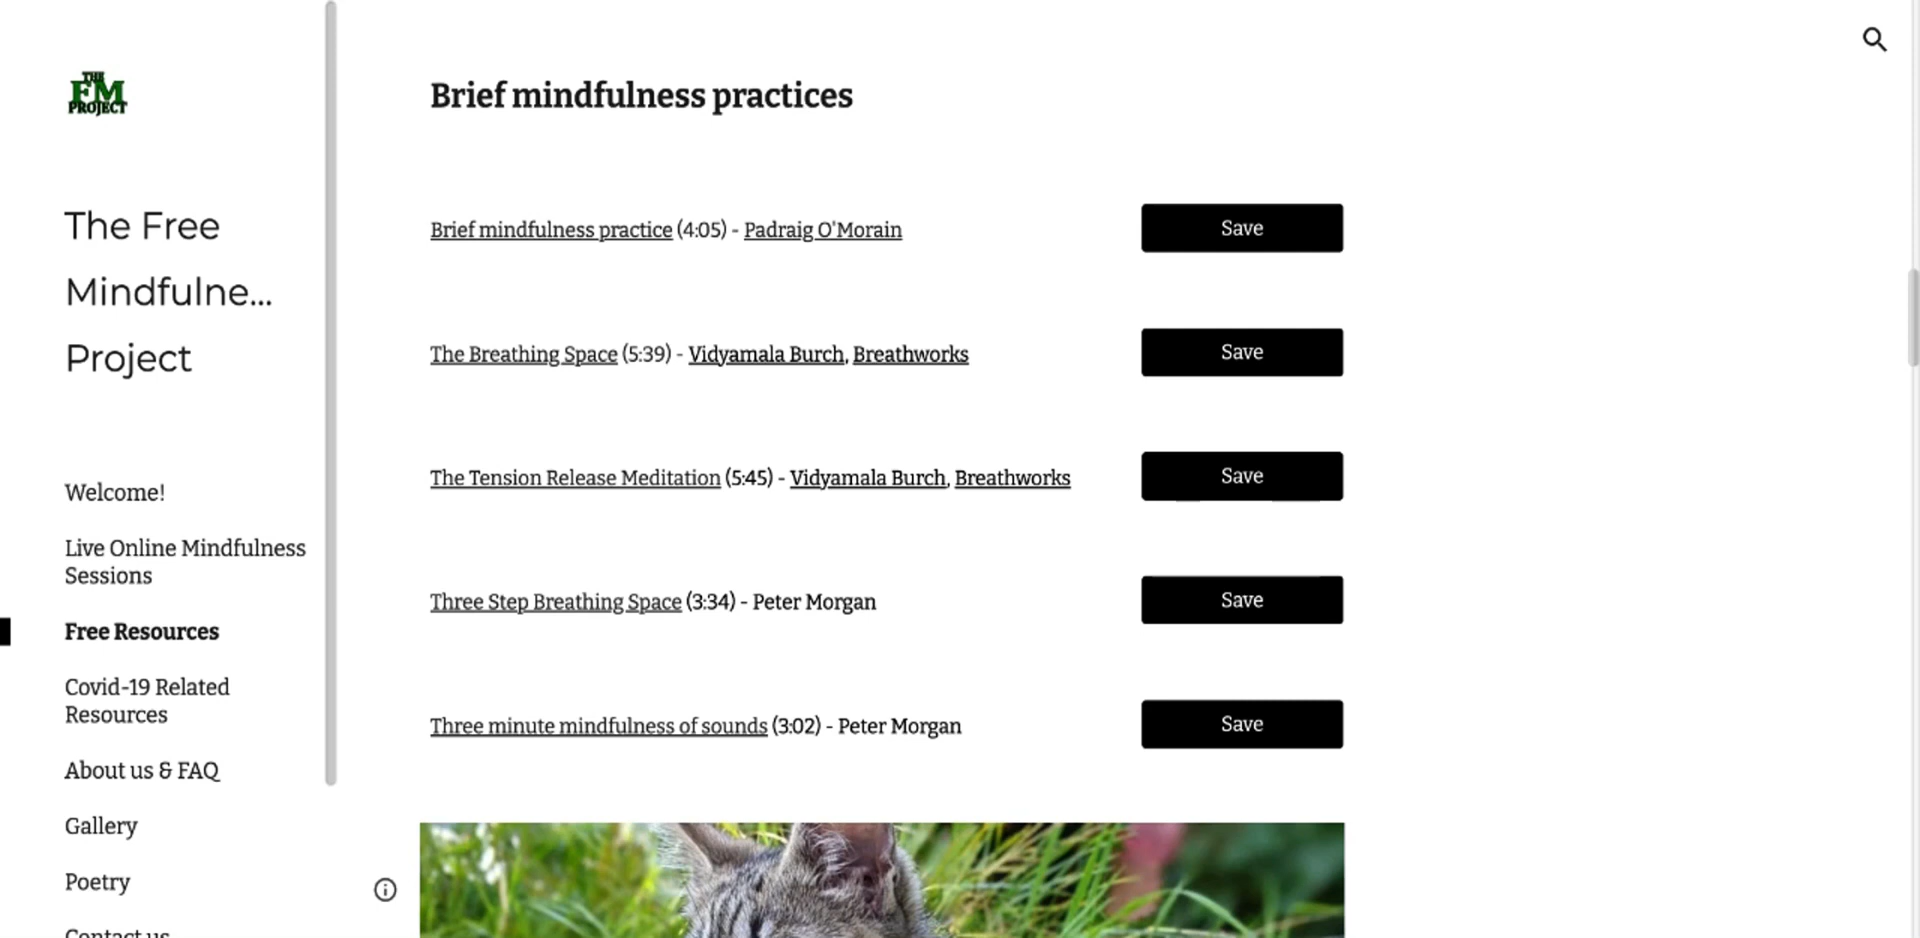 THE
FM
PROJECT
The Free
Mindfulne...
Project
Welcome!
Live Online Mindfulness
Sessions
Free Resources
Covid-19 Related
Resources
About us & FAQ
Gallery
Poetry
Contact us
Brief mindfulness practices
Brief mindfulness practice (4:05) - Padraig O'Morain
Save
The Breathing Space (5:39) - Vidyamala Burch, Breathworks
Save
The Tension Release Meditation (5:45) - Vidyamala Burch, Breathworks
Save
Three Step Breathing Space (3:34) - Peter Morgan
Save
Three minute mindfulness of sounds (3:02) - Peter Morgan
Save